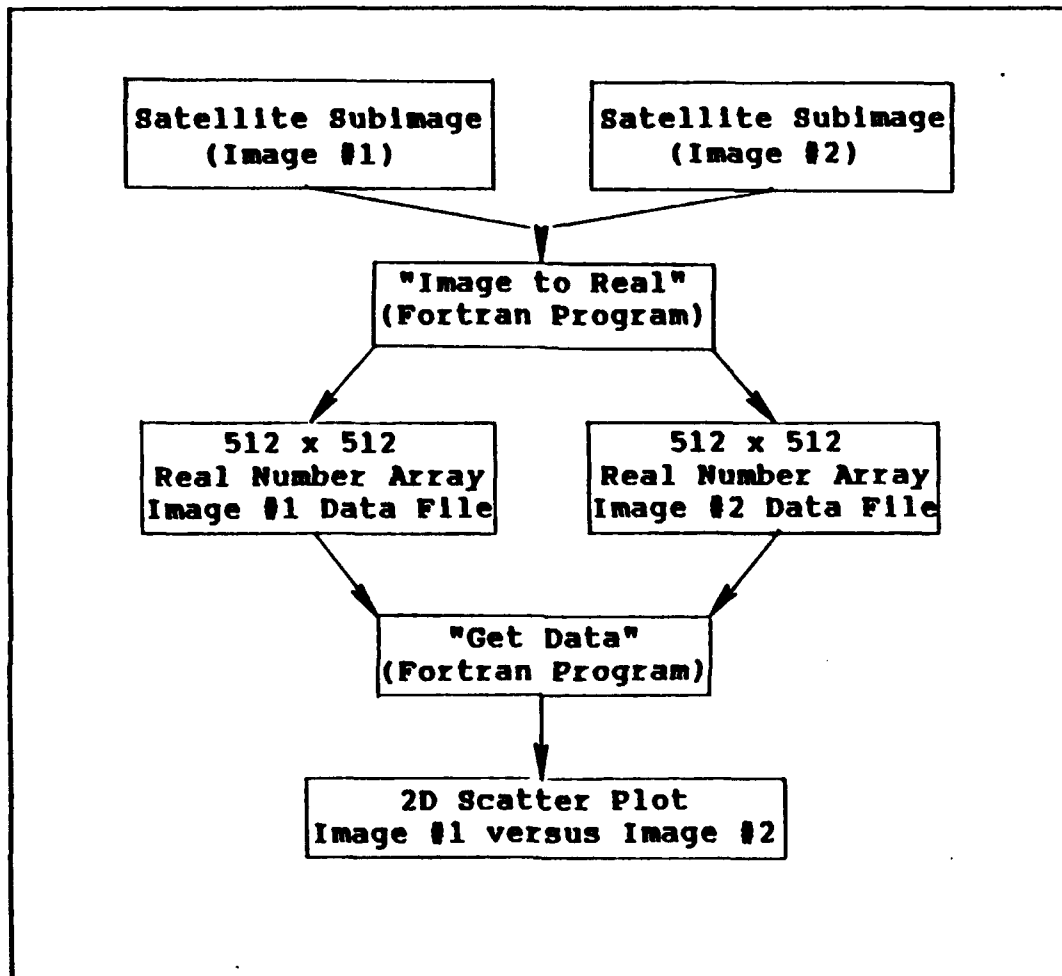 Satellite Subimage
(Image #1)
Satellite Subimage
(Image #2)
"Image to Real"
(Fortran Program)
512 x 512
Real Number Array
Image #1 Data File
512 x 512
Real Number Array
Image #2 Data File
"Get Data"
(Fortran Program)
2D Scatter Plot
Image #1 versus Image #2